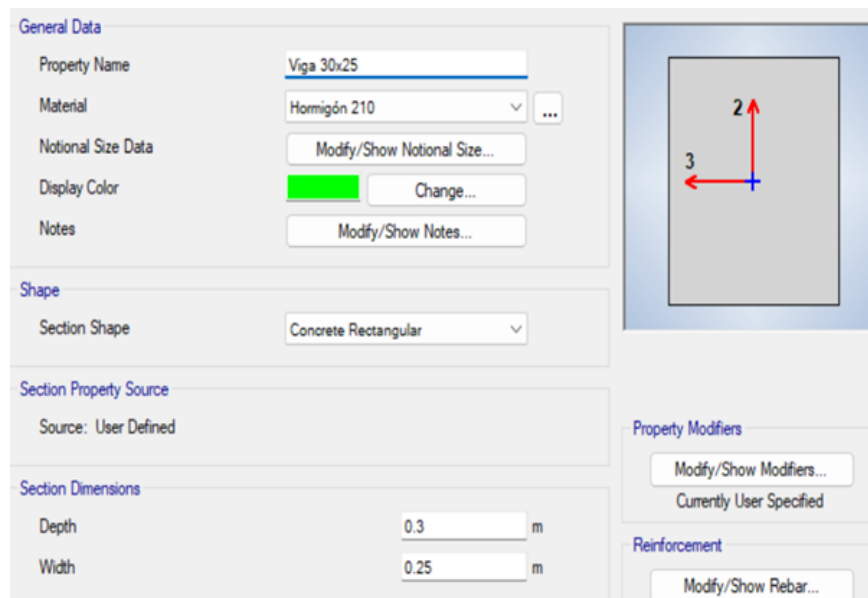 General Data
Property Name Viga 30x25
Material Hormigón 210 ...
Notional Size Data Modify/Show Notional Size...
Display Color Change...
Notes Modify/Show Notes...
2
3
Shape
Section Shape Concrete Rectangular
Section Property Source
Source: User Defined
Property Modifiers
Modify/Show Modifiers...
Currently User Specified
Section Dimensions
Depth 0.3 m
Width 0.25 m
Reinforcement
Modify/Show Rebar...